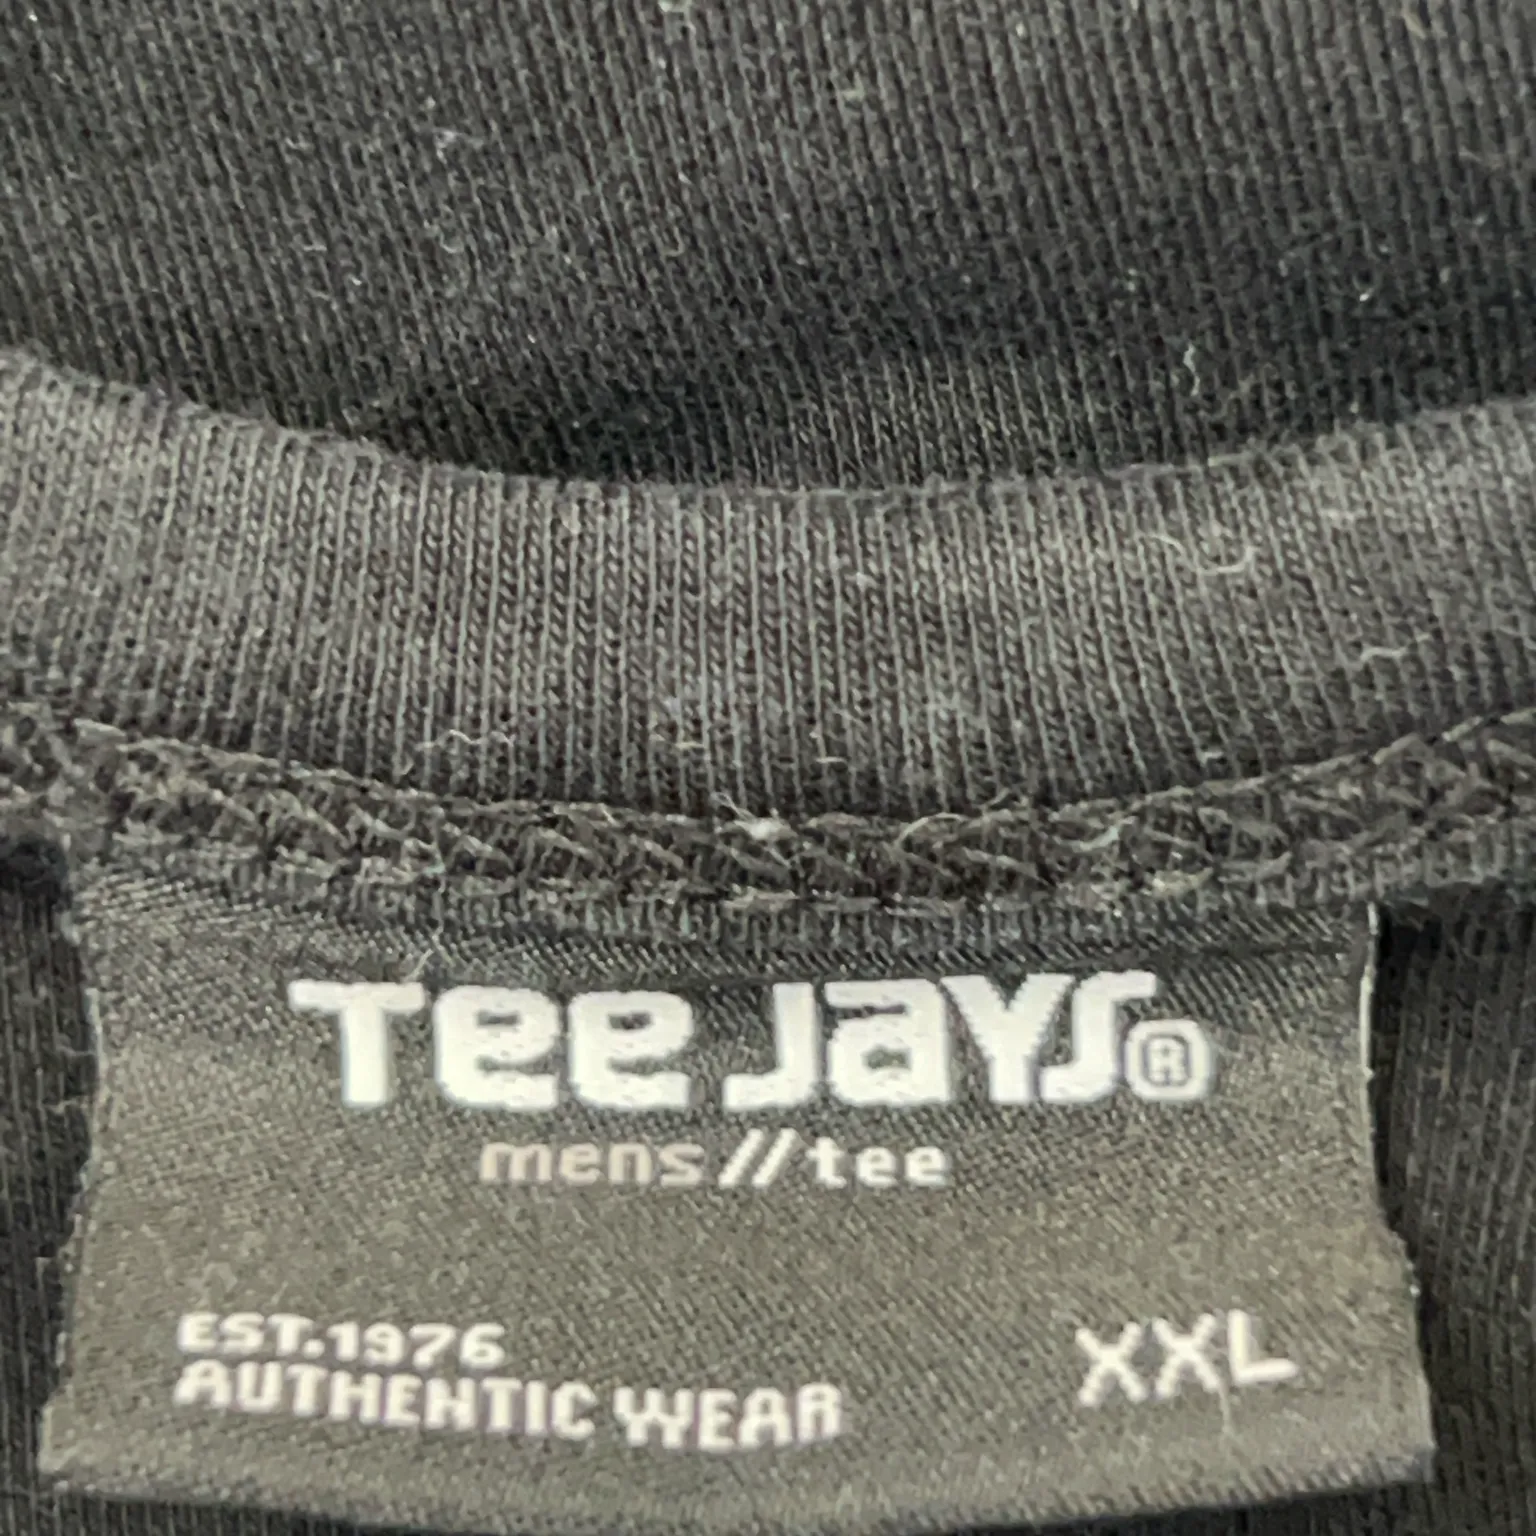 Tee Jays®
mens//tee
EST.1976
AUTHENTIC WEAR
XXL